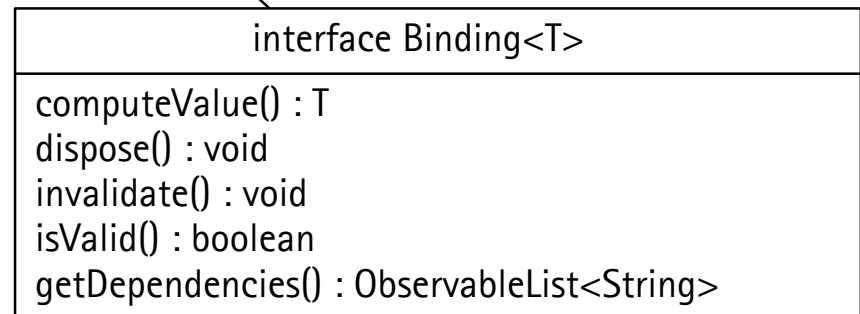 interface Binding<T>
computeValue() : T
dispose() : void
invalidate() : void
isValid() : boolean
getDependencies() : ObservableList<String>